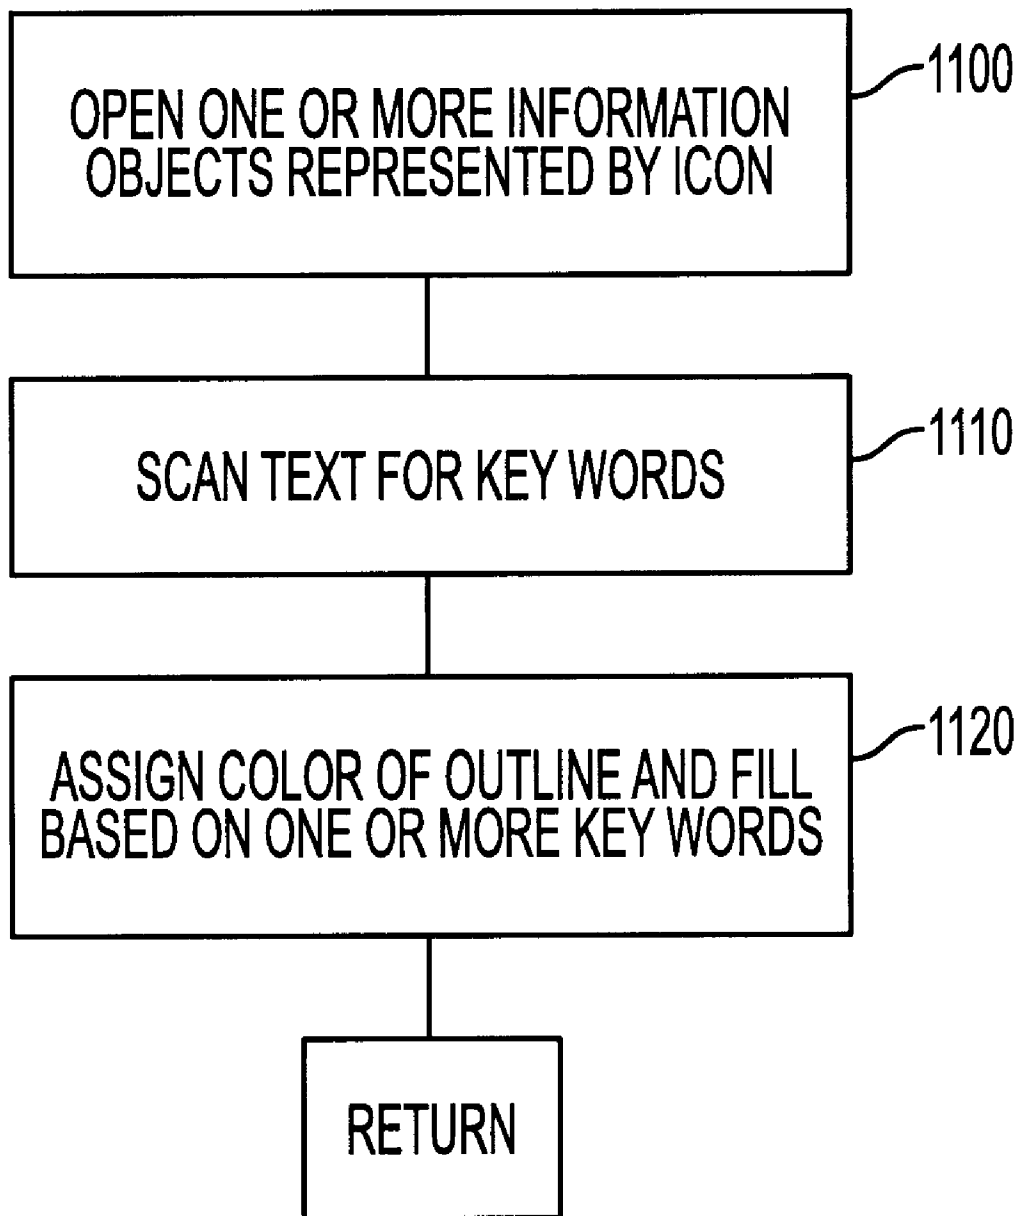 OPEN ONE OR MORE INFORMATION
OBJECTS REPRESENTED BY ICON
1100
SCAN TEXT FOR KEY WORDS
1110
ASSIGN COLOR OF OUTLINE AND FILL
BASED ON ONE OR MORE KEY WORDS
1120
RETURN